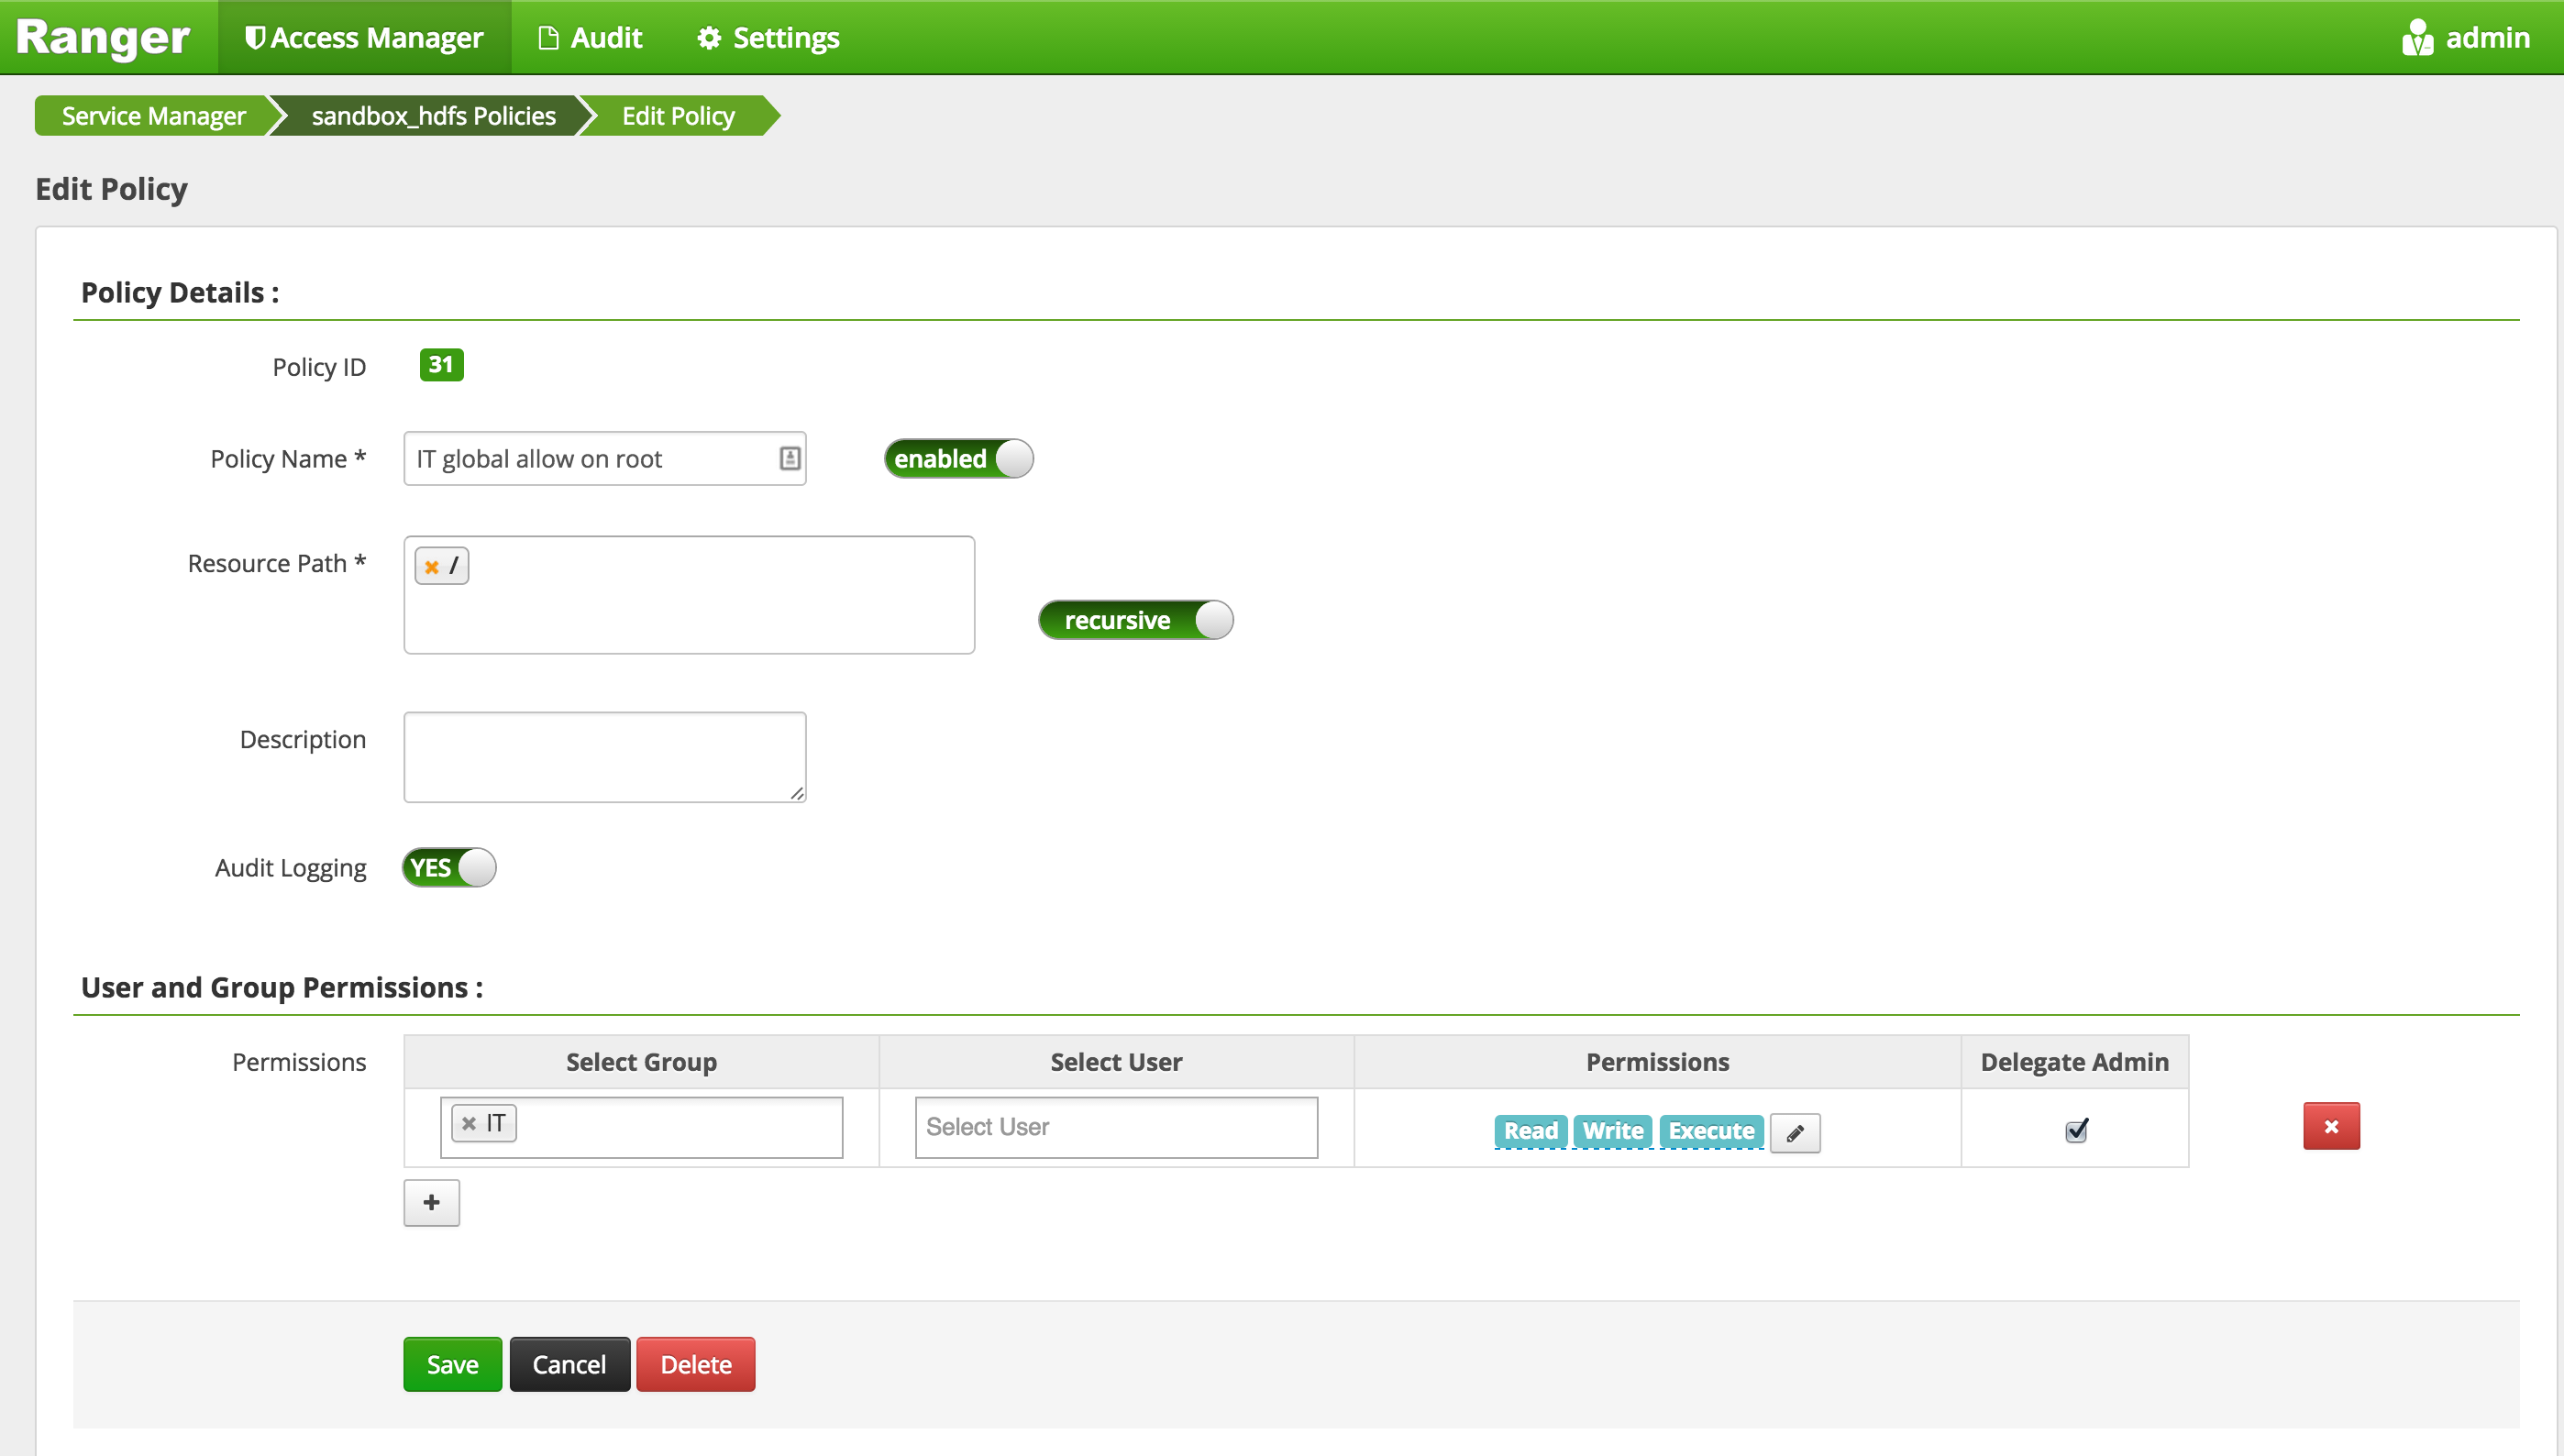 Ranger Access Manager Audit Settings admin
Service Manager sandbox_hdfs Policies Edit Policy
Edit Policy
Policy Details :
Policy ID 31
Policy Name * IT global allow on root enabled
Resource Path * / recursive
Description
Audit Logging YES
User and Group Permissions :
Permissions Select Group Select User Permissions Delegate Admin
IT Select User Read Write Execute
+
Save Cancel Delete